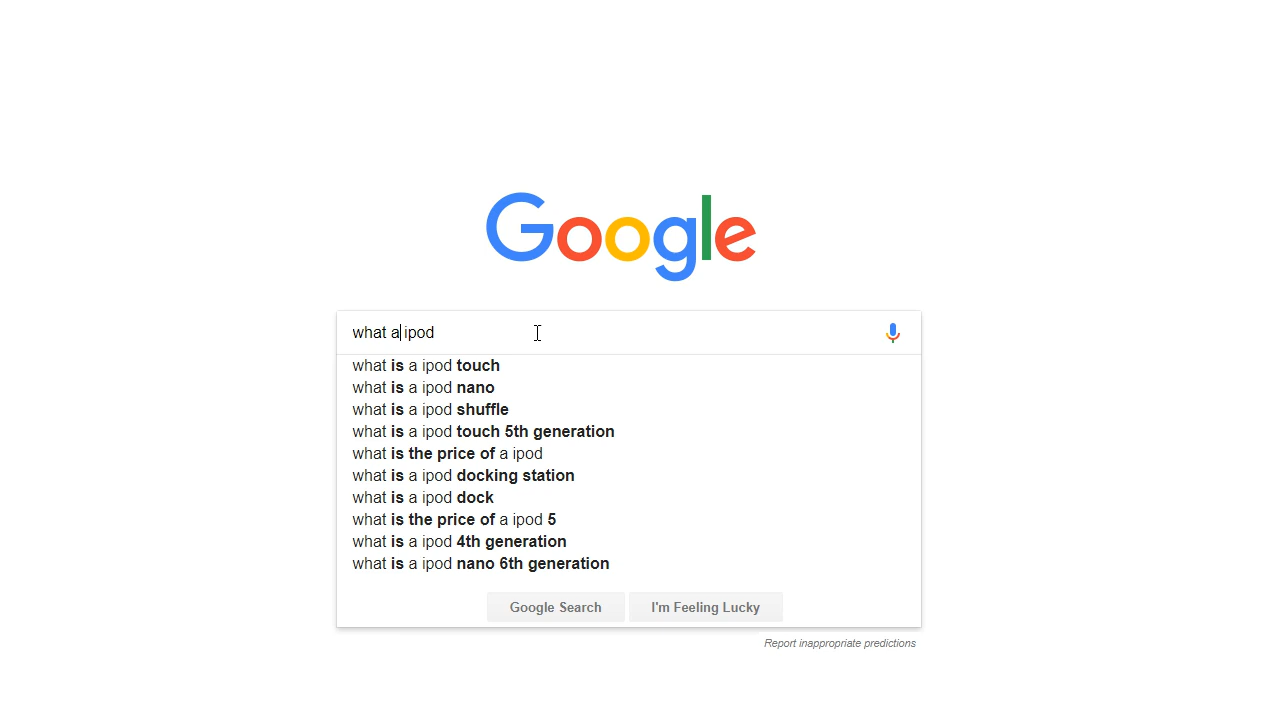 Google
what a ipod
what is a ipod touch
what is a ipod nano
what is a ipod shuffle
what is a ipod touch 5th generation
what is the price of a ipod
what is a ipod docking station
what is a ipod dock
what is the price of a ipod 5
what is a ipod 4th generation
what is a ipod nano 6th generation
Google Search I'm Feeling Lucky
Report inappropriate predictions